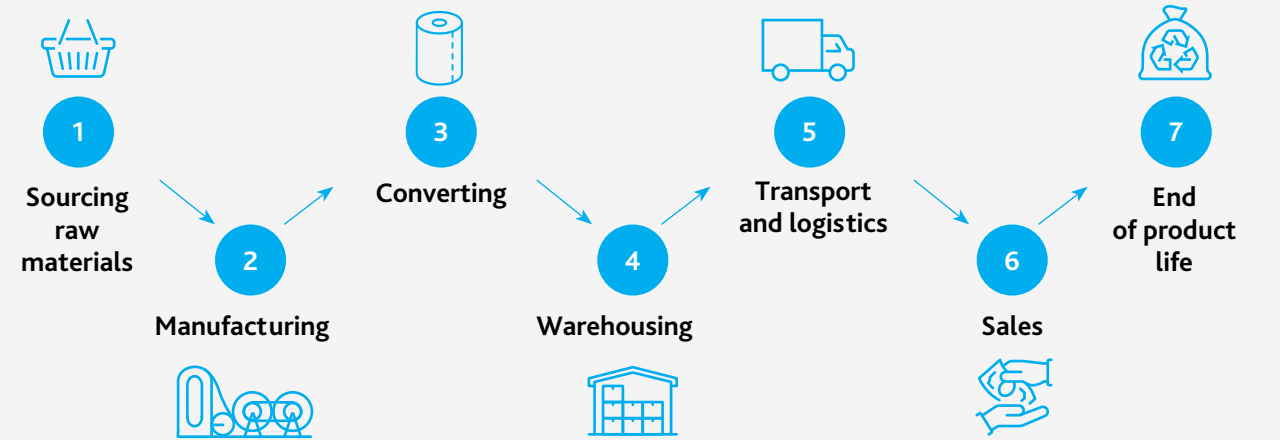 1
Sourcing
raw
materials
2
Manufacturing
3
Converting
4
Warehousing
5
Transport
and logistics
6
Sales
7
End
of product
life